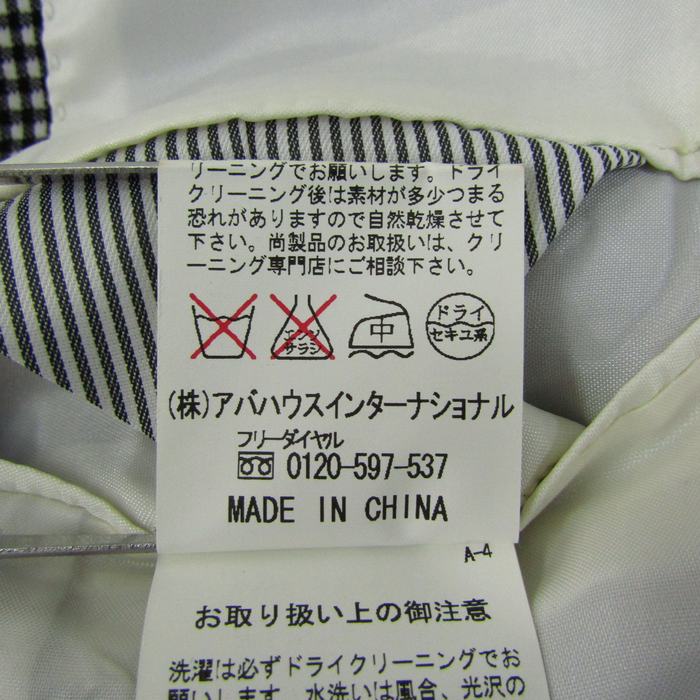 リーニングでお願いします。ドライ
クリーニング後は素材が多少つまる
恐れがありますので自然乾燥させて
下さい。尚製品のお取扱いは、クリ
ーニング専門店にご相談下さい。
エンソ
サラシ
中
ドライ
セキユ系
(株)アバハウスインターナショナル
フリーダイヤル
0120-597-537
MADE IN CHINA
A-4
お取り扱い上の御注意
洗濯は必ずドライクリーニングでお
願いします。水洗いは風合、光沢の